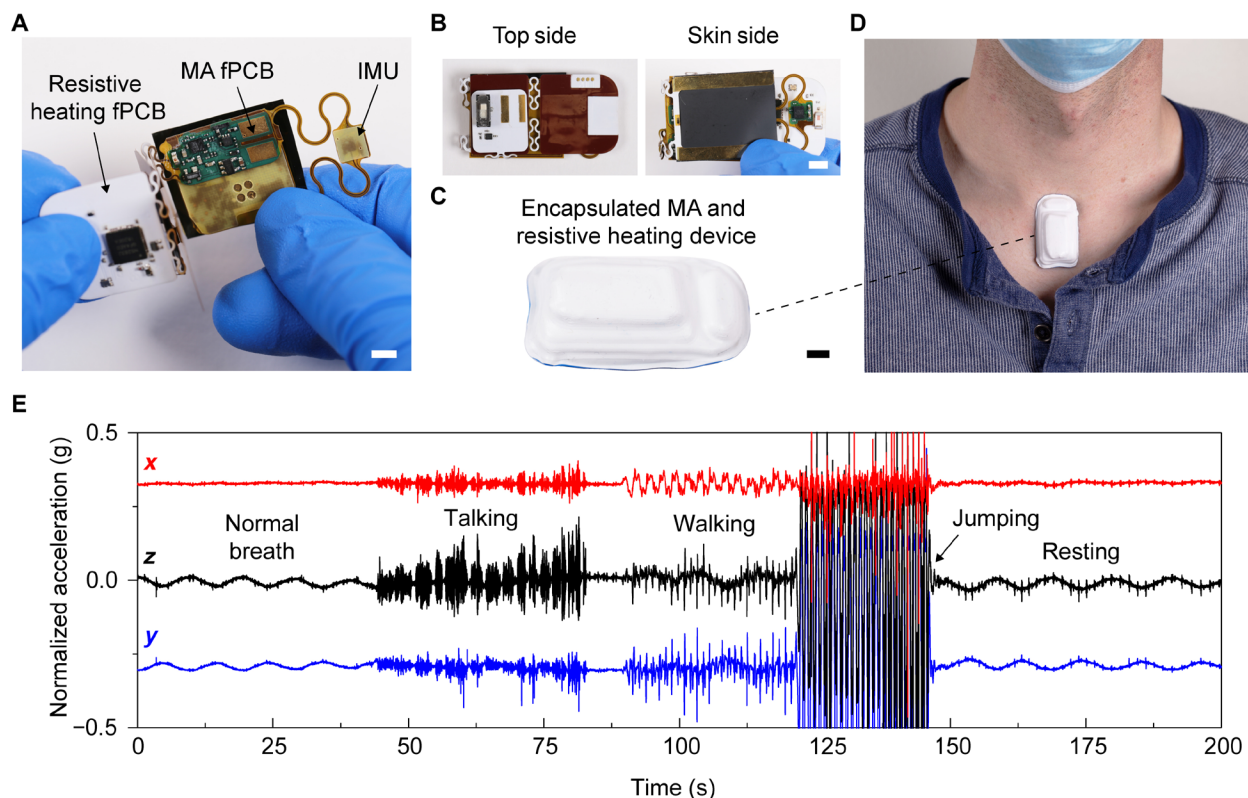 A
Resistive
heating fPCB
MA fPCB
IMU
B
Top side
Skin side
C
Encapsulated MA and
resistive heating device
D
E
Normalized acceleration (g)
0.5
0.0
−0.5
x
z
y
Normal
breath
Talking
Walking
Jumping
Resting
0
25
50
75
100
125
150
175
200
Time (s)